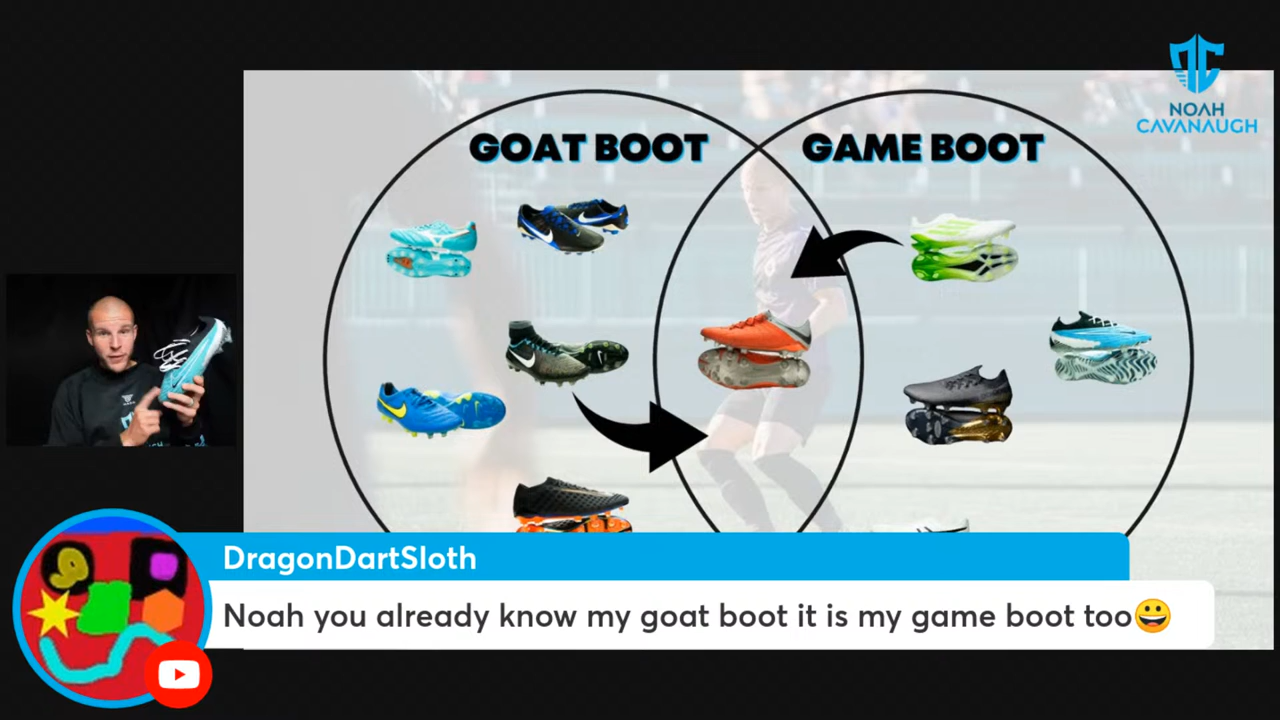 GOAT BOOT
GAME BOOT
NOAH
CAVANAUGH
DragonDartSloth
Noah you already know my goat boot it is my game boot too😀